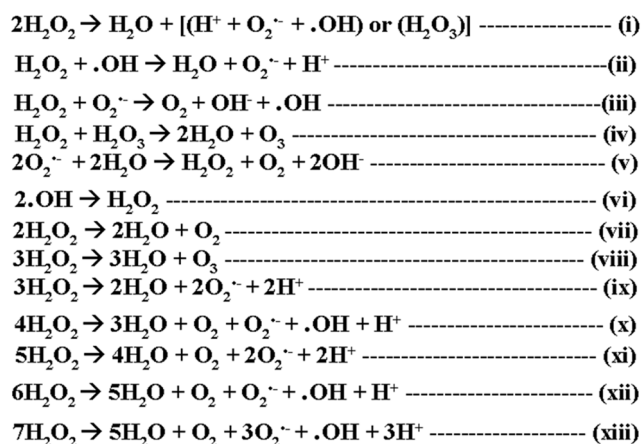 2H₂O₂ → H₂O + [(H⁺ + O₂•⁻ + .OH) or (H₂O₃)] ------------------ (i)
H₂O₂ + .OH → H₂O + O₂•⁻ + H⁺ -------------------------------------(ii)
H₂O₂ + O₂•⁻ → O₂ + OH⁻ + .OH -------------------------------------(iii)
H₂O₂ + H₂O₃ → 2H₂O + O₃ ----------------------------------------- (iv)
2O₂•⁻ + 2H₂O → H₂O₂ + O₂ + 2OH⁻ -------------------------------- (v)
2.OH → H₂O₂ -------------------------------------------------------- (vi)
2H₂O₂ → 2H₂O + O₂ ------------------------------------------------ (vii)
3H₂O₂ → 3H₂O + O₃ ------------------------------------------------ (viii)
3H₂O₂ → 2H₂O + 2O₂•⁻ + 2H⁺ -------------------------------------- (ix)
4H₂O₂ → 3H₂O + O₂ + O₂•⁻ + .OH + H⁺ -------------------------- (x)
5H₂O₂ → 4H₂O + O₂ + 2O₂•⁻ + 2H⁺ ------------------------------- (xi)
6H₂O₂ → 5H₂O + O₂ + O₂•⁻ + .OH + H⁺ -------------------------- (xii)
7H₂O₂ → 5H₂O + O₂ + 3O₂•⁻ + .OH + 3H⁺ ---------------------- (xiii)